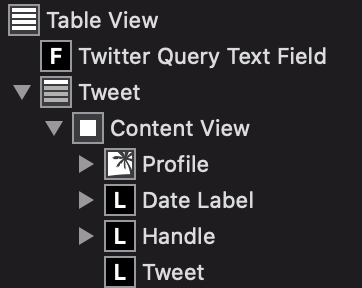 Table View
F Twitter Query Text Field
Tweet
Content View
Profile
L Date Label
L Handle
L Tweet